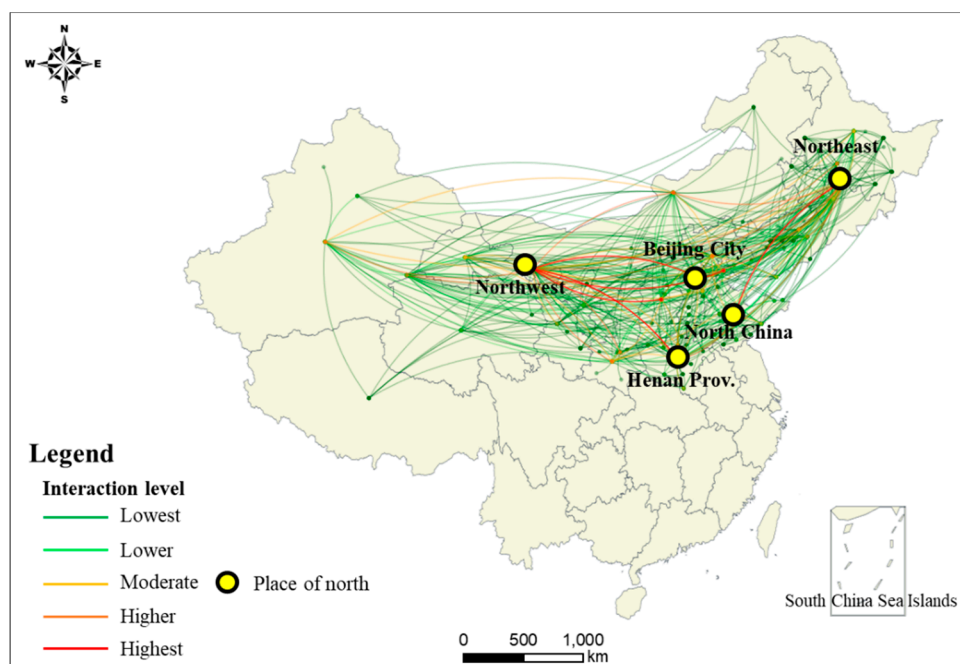 N
W E
S
Northeast
Beijing City
Northwest
North China
Henan Prov.
Legend
Interaction level
Lowest
Lower
Moderate
Place of north
Higher
Highest
South China Sea Islands
0 500 1,000
km